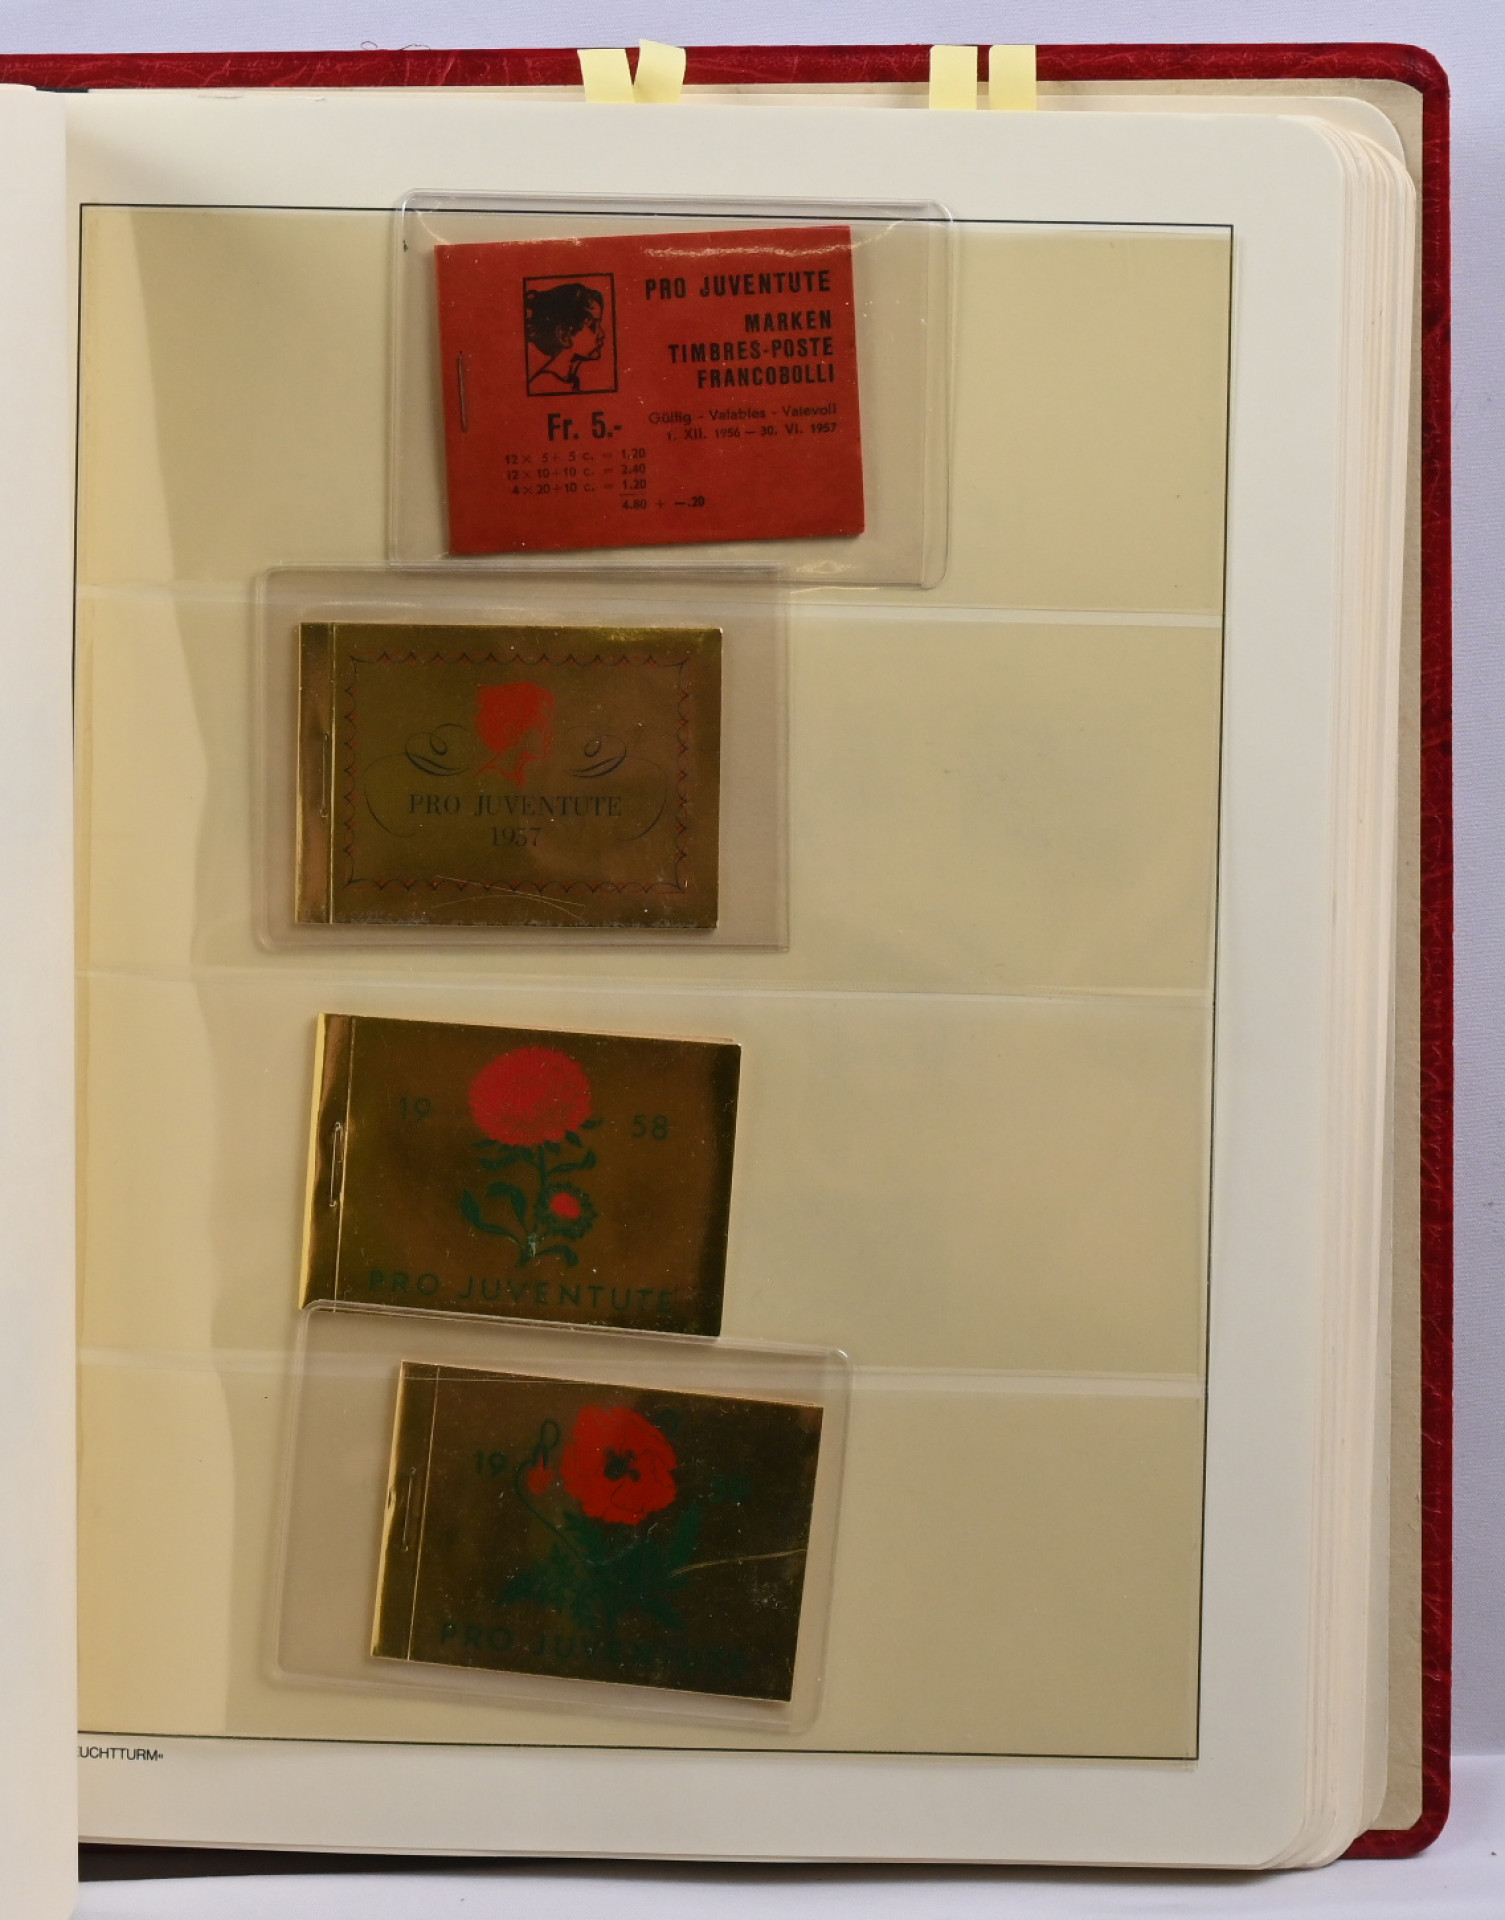 PRO JUVENTUTE
MARKEN
TIMBRES-POSTE
FRANCOBOLLI
Fr. 5.-
Gültig - Valables - Valevoli
1. XII. 1956 — 30. VI. 1957
12 × 5 + 5 c. = 1.20
12 × 10 + 10 c. = 2.40
4 × 20 + 10 c. = 1.20
4.80 + —.20
PRO JUVENTUTE
1957
19 58
PRO JUVENTUTE
19
PRO JUVENTUTE
EUCHTTURM«